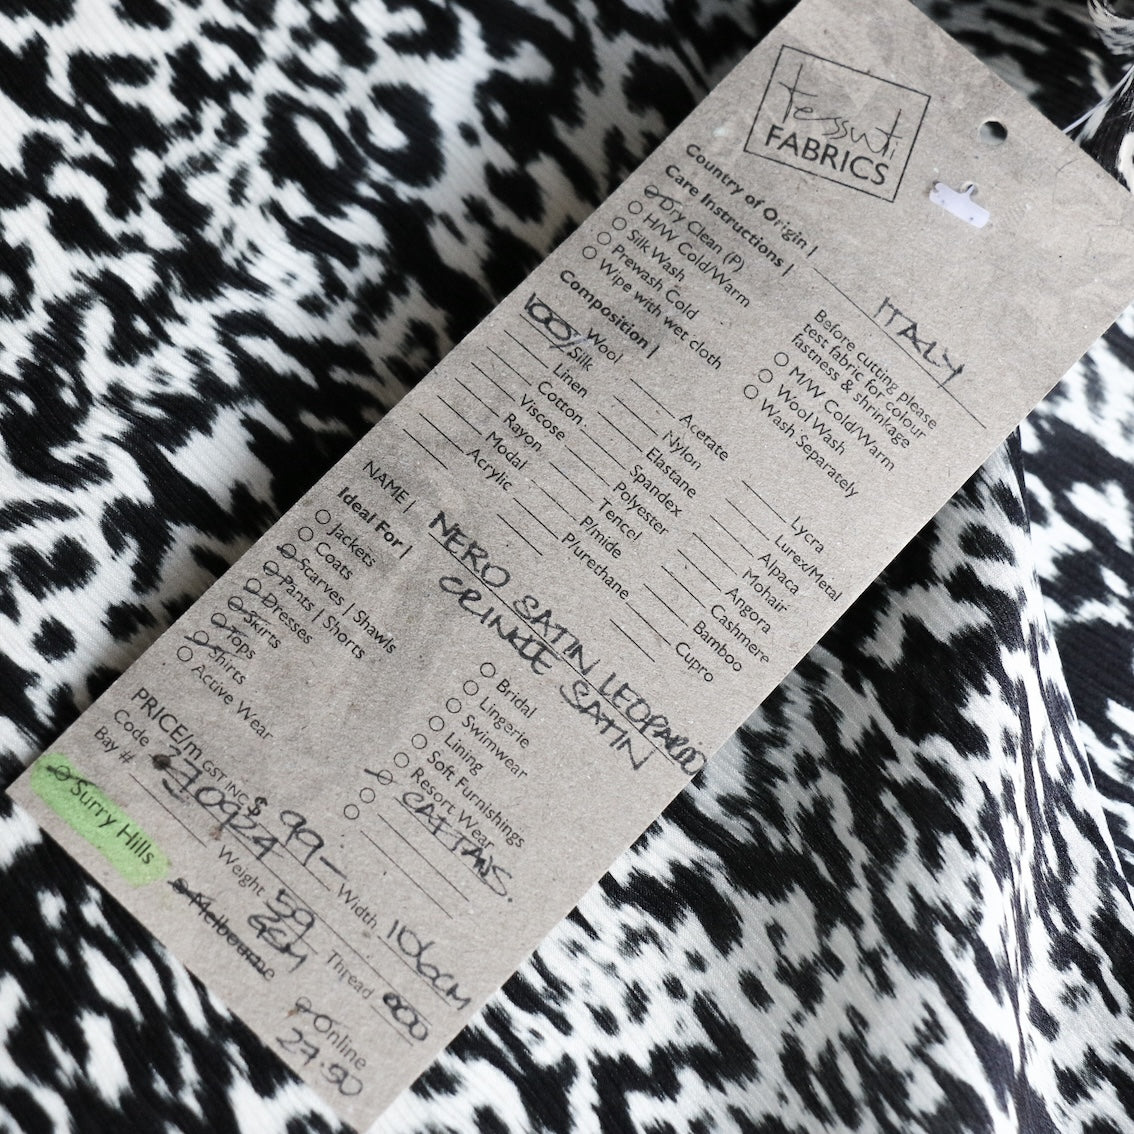 tessuti
FABRICS
Country of Origin | ITALY
Care Instructions |
Dry Clean (P)
H/W Cold/Warm
Silk Wash
Prewash Cold
Wipe with wet cloth
Before cutting please
test fabric for colour
fastness & shrinkage
M/W Cold/Warm
Wool/Wash
Wash Separately
Composition |
Wool
100% Silk
Linen
Cotton
Viscose
Rayon
Modal
Acrylic
Acetate
Nylon
Elastane
Spandex
Polyester
Tencel
P/mide
P/urethane
Lycra
Lurex/Metal
Alpaca
Mohair
Angora
Cashmere
Bamboo
Cupro
NAME | NERO SATIN LEOPARD
CRINKLE SATIN
Ideal For |
Jackets
Coats
Scarves | Shawls
Pants | Shorts
Dresses
Skirts
Tops
Shirts
Active Wear
Bridal
Lingerie
Swimwear
Lining
Soft Furnishings
Resort Wear
CAFTANS.
PRICE/m GST INC $ 99- Width 106CM
Code 270924 Weight 59 Thread
Bay #
GSM
Surry Hills
Melbourne
Online
27.50